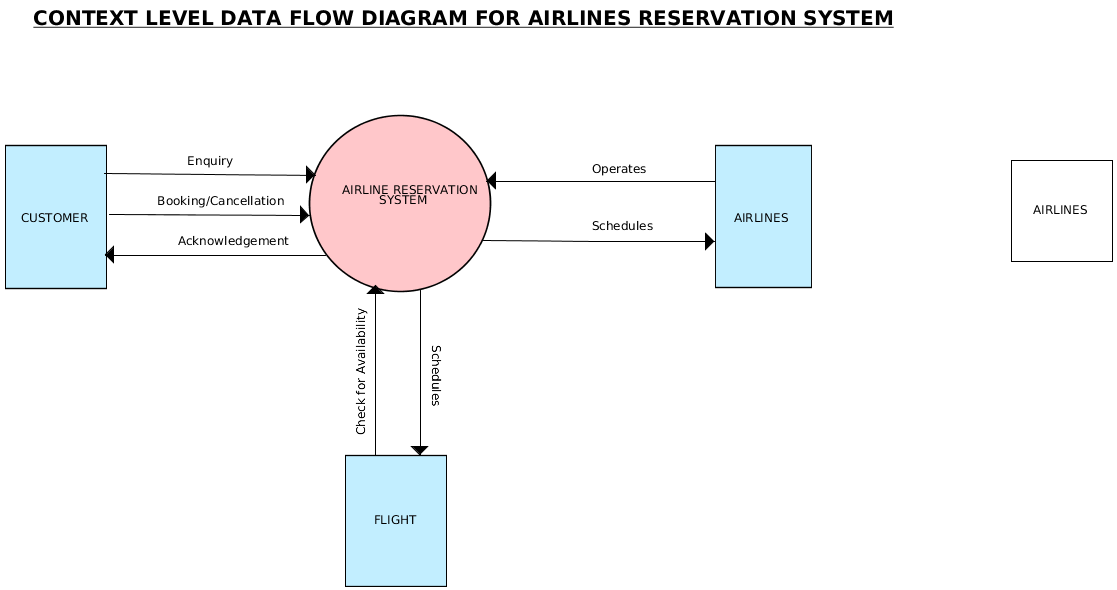 CONTEXT LEVEL DATA FLOW DIAGRAM FOR AIRLINES RESERVATION SYSTEM
Enquiry
Operates
AIRLINE RESERVATION
SYSTEM
Booking/Cancellation
CUSTOMER
AIRLINES
AIRLINES
Schedules
Acknowledgement
Check for Availability
Schedules
FLIGHT